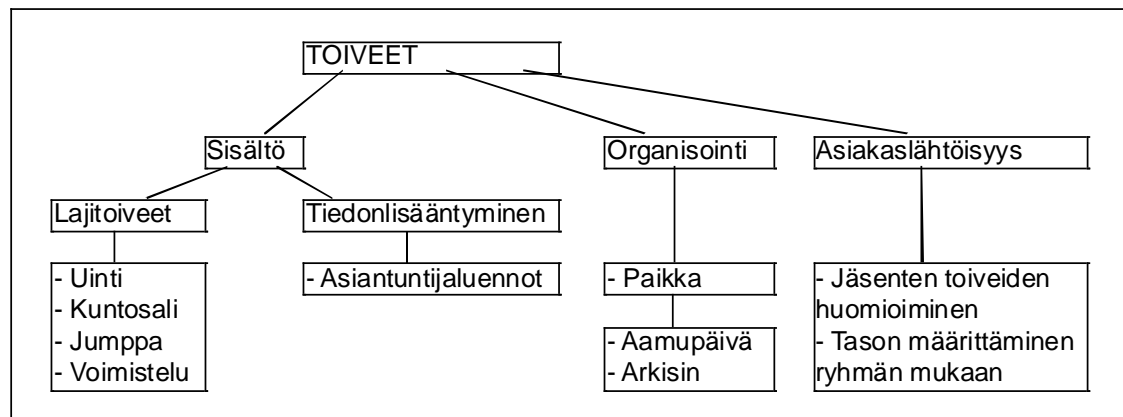 TOIVEET
Sisältö
Organisointi
Asiakaslähtöisyys
Lajitoiveet
Tiedonlisääntyminen
- Uinti
- Kuntosali
- Jumppa
- Voimistelu
- Asiantuntijaluennot
- Paikka
- Aamupäivä
- Arkisin
- Jäsenten toiveiden
huomioiminen
- Tason määrittäminen
ryhmän mukaan